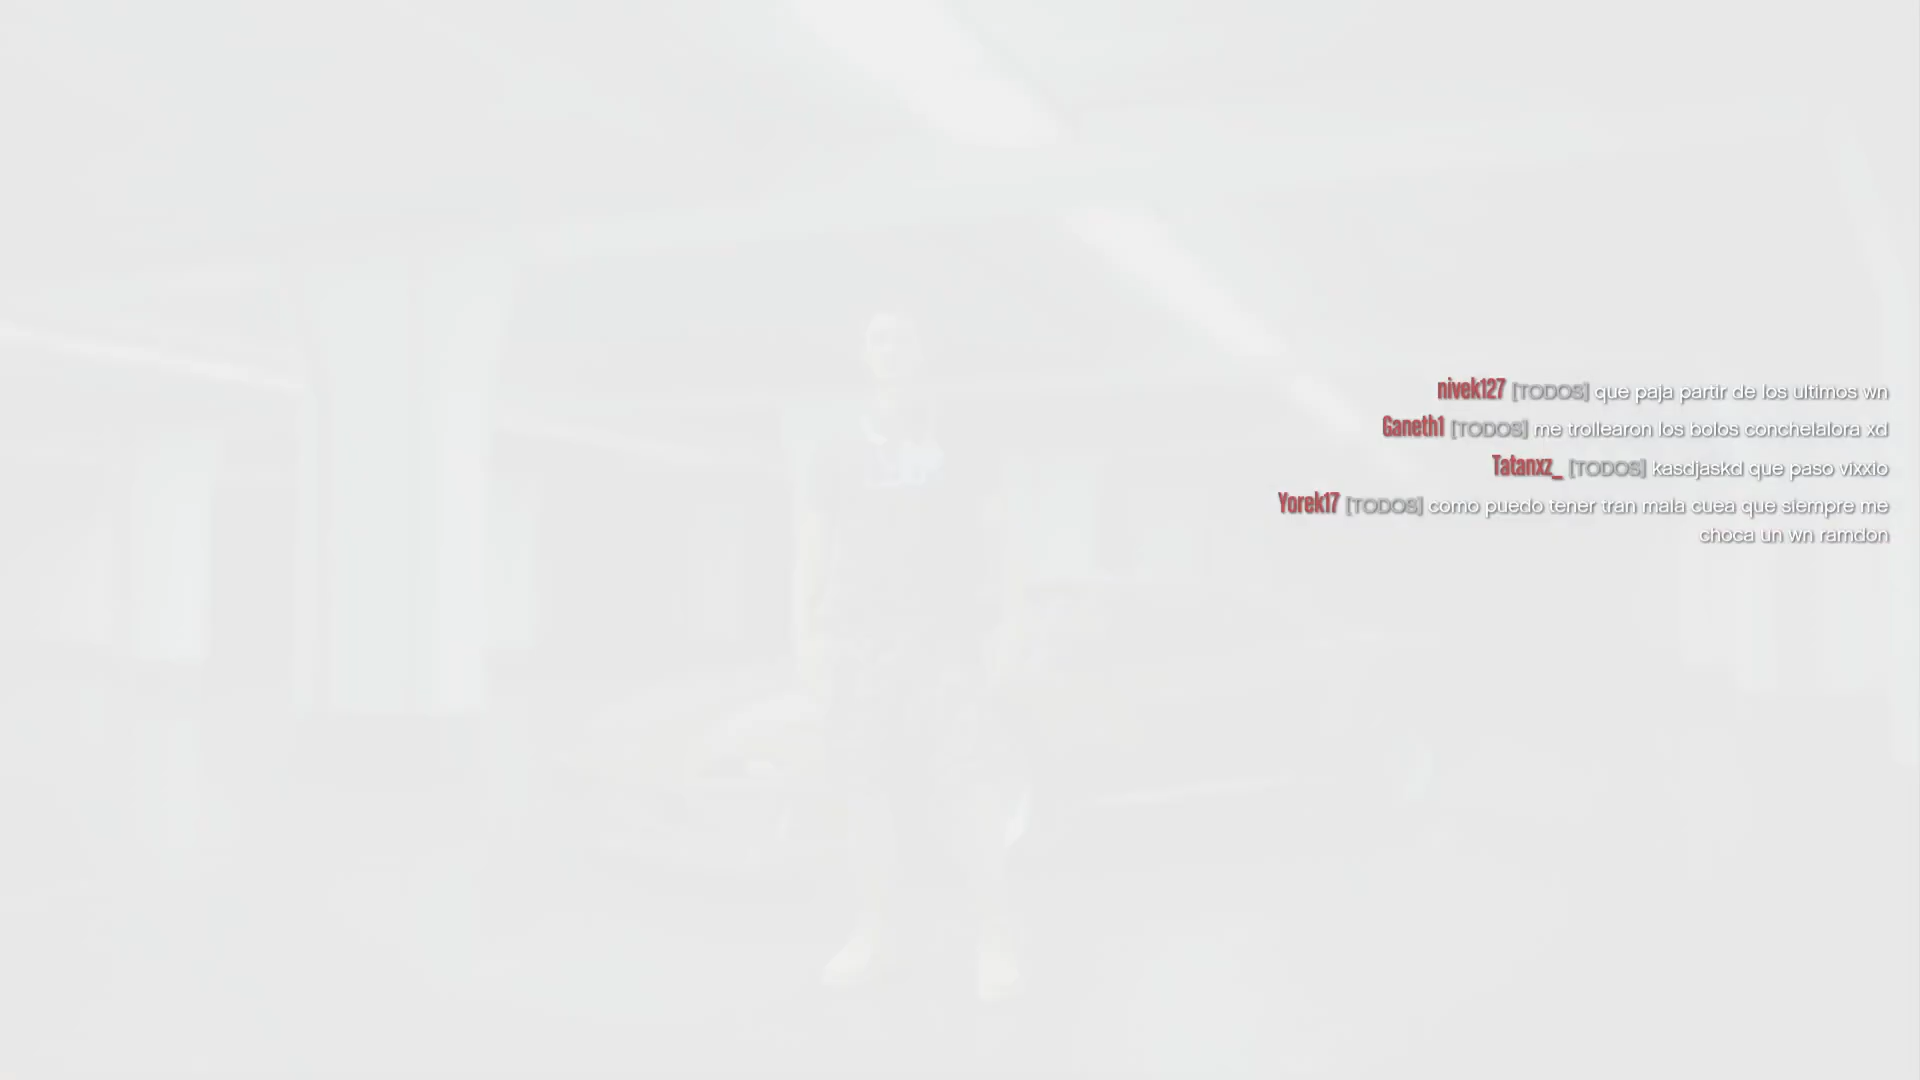 nivek127 [TODOS] que paja partir de los ultimos wn
Ganeth1 [TODOS] me trollearon los bolos conchelalora xd
Tatanxz_ [TODOS] kasdjaskd que paso vixxio
Yorek17 [TODOS] como puedo tener tran mala cuea que siempre me
choca un wn ramdon